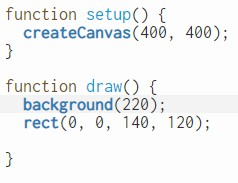 function setup() {
  createCanvas(400, 400);
}

function draw() {
  background(220);
  rect(0, 0, 140, 120);

}